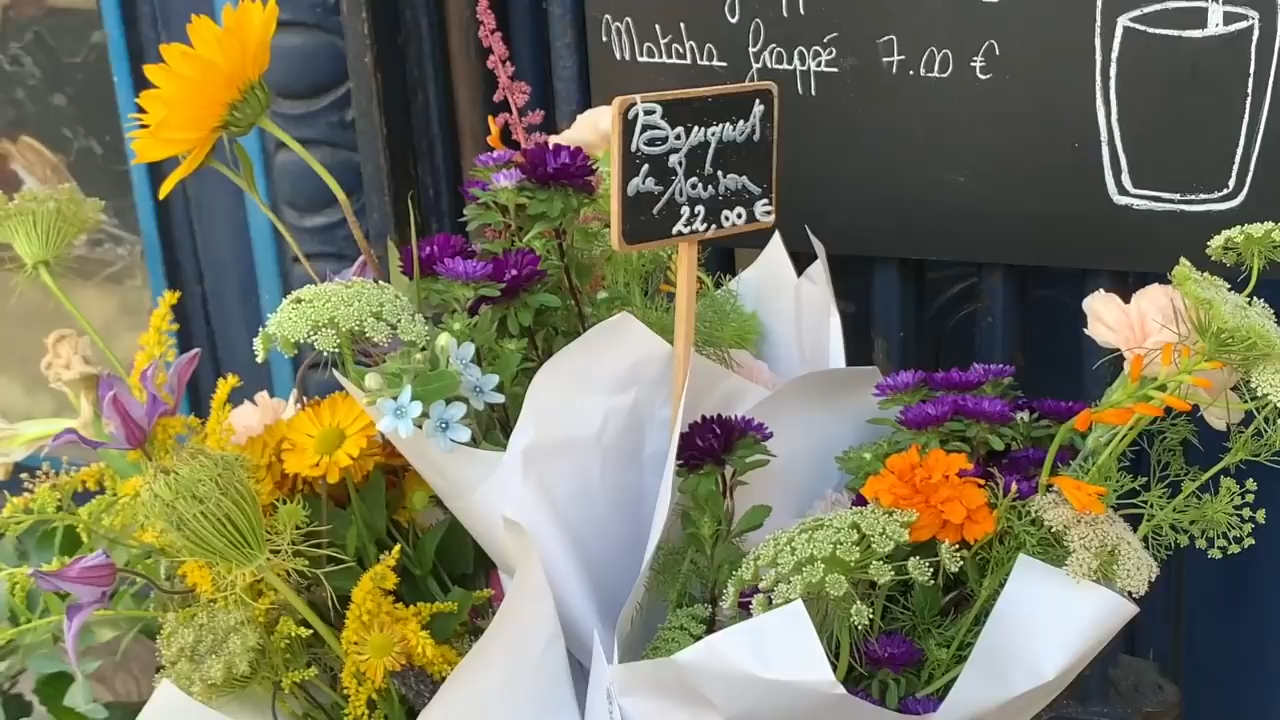 Matcha frappé 7.00 €
Bouquet
de Saison
22,00 €